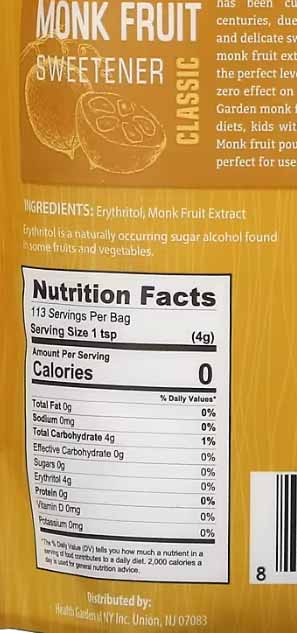 MONK FRUIT
SWEETENER
CLASSIC
has been cu
centuries, due
and delicate sw
monk fruit ext
the perfect leve
zero effect on
Garden monk f
diets, kids with
Monk fruit pou
perfect for use
INGREDIENTS: Erythritol, Monk Fruit Extract
Erythritol is a naturally occurring sugar alcohol found
in some fruits and vegetables.
Nutrition Facts
113 Servings Per Bag
Serving Size 1 tsp (4g)
Amount Per Serving
Calories 0
% Daily Values*
Total Fat 0g 0%
Sodium 0mg 0%
Total Carbohydrate 4g 1%
Effective Carbohydrate 0g 0%
Sugars 0g 0%
Erythritol 4g 0%
Protein 0g 0%
Vitamin D 0mg 0%
Potassium 0mg 0%
*The % Daily Value (DV) tells you how much a nutrient in a
serving of food contributes to a daily diet. 2,000 calories a
day is used for general nutrition advice.
8
Distributed by:
Health Garden of NY Inc. Union, NJ 07083